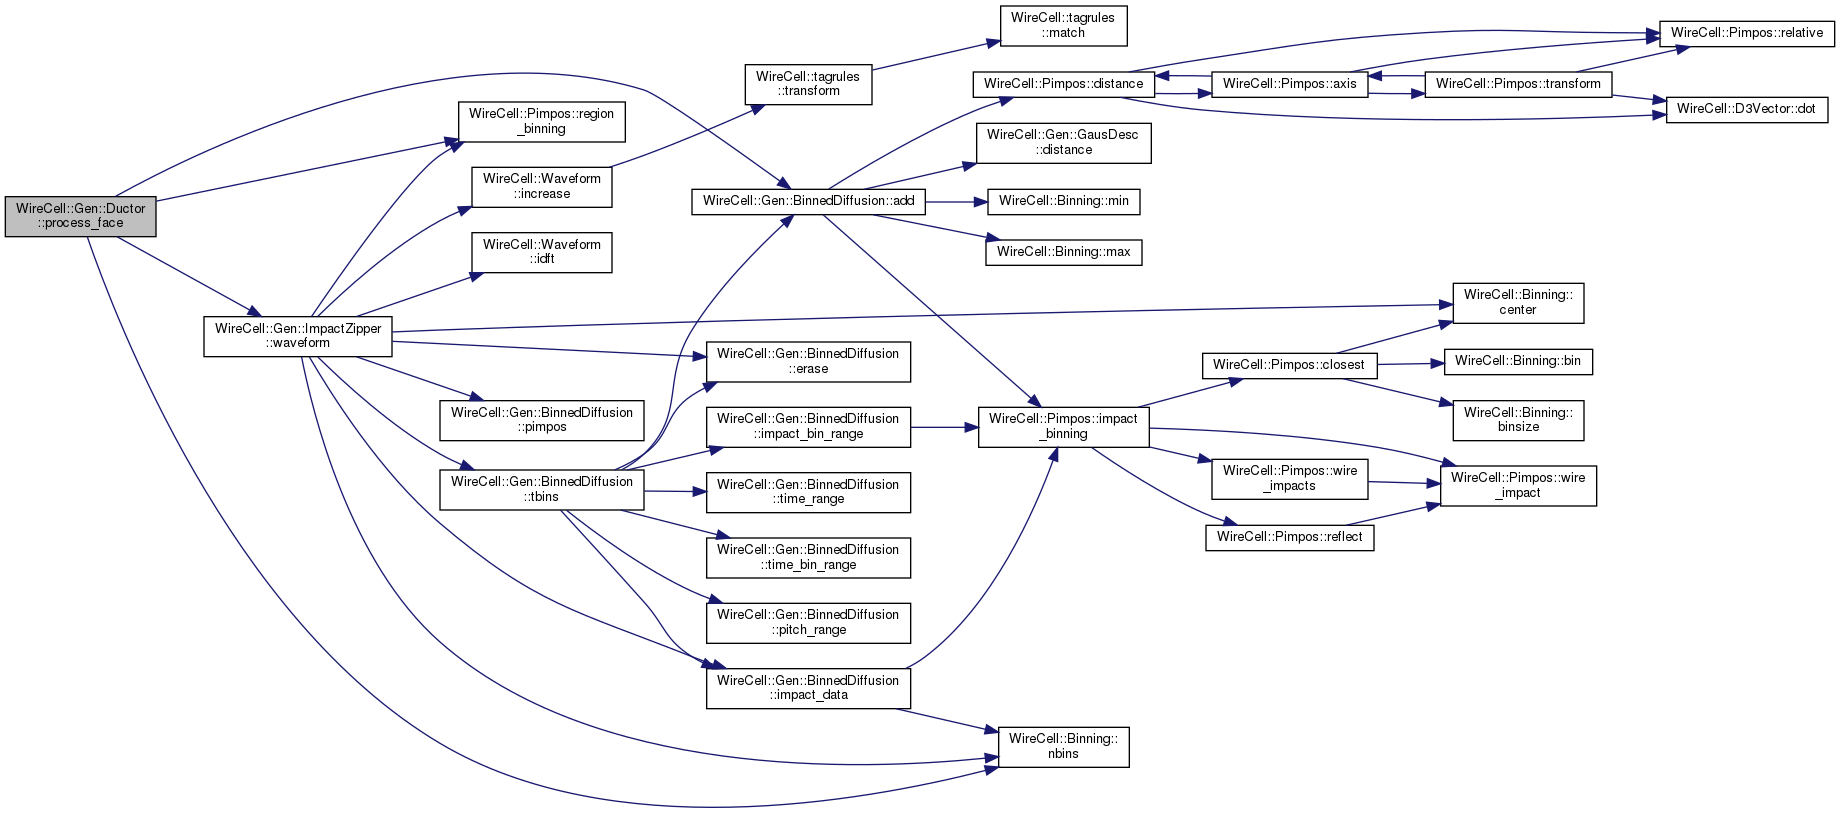 WireCell::Gen::Ductor
::process_face
WireCell::Pimpos::region
_binning
WireCell::Waveform
::increase
WireCell::Waveform
::idft
WireCell::Gen::ImpactZipper
::waveform
WireCell::Gen::BinnedDiffusion
::pimpos
WireCell::Gen::BinnedDiffusion
::tbins
WireCell::tagrules
::transform
WireCell::Gen::BinnedDiffusion::add
WireCell::Gen::BinnedDiffusion
::erase
WireCell::Gen::BinnedDiffusion
::impact_bin_range
WireCell::Gen::BinnedDiffusion
::time_range
WireCell::Gen::BinnedDiffusion
::time_bin_range
WireCell::Gen::BinnedDiffusion
::pitch_range
WireCell::Gen::BinnedDiffusion
::impact_data
WireCell::tagrules
::match
WireCell::Pimpos::distance
WireCell::Gen::GausDesc
::distance
WireCell::Binning::min
WireCell::Binning::max
WireCell::Pimpos::impact
_binning
WireCell::Binning::
nbins
WireCell::Pimpos::axis
WireCell::Pimpos::closest
WireCell::Pimpos::wire
_impacts
WireCell::Pimpos::reflect
WireCell::Pimpos::transform
WireCell::Binning::
center
WireCell::Binning::bin
WireCell::Binning::
binsize
WireCell::Pimpos::wire
_impact
WireCell::Pimpos::relative
WireCell::D3Vector::dot